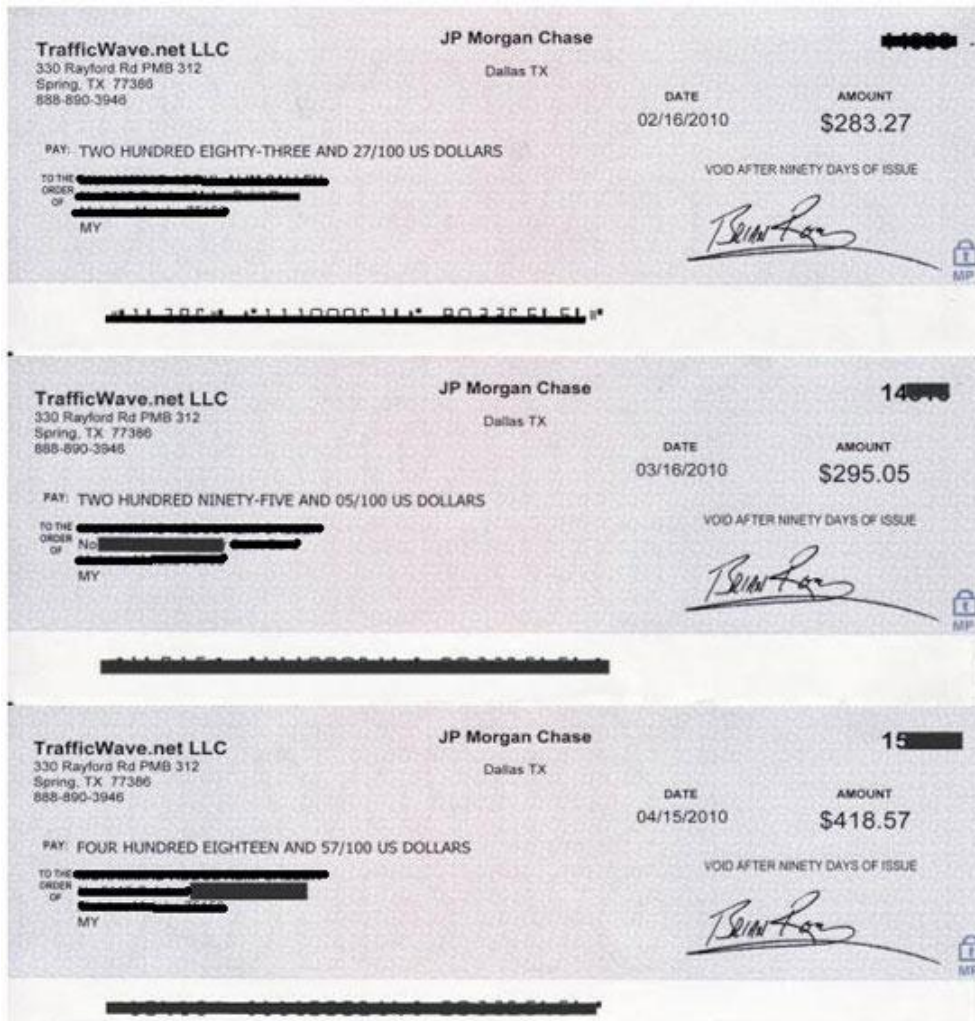 TrafficWave.net LLC
330 Rayford Rd PMB 312
Spring, TX 77386
888-890-3946
JP Morgan Chase
Dallas TX
DATE
02/16/2010
AMOUNT
$283.27
PAY: TWO HUNDRED EIGHTY-THREE AND 27/100 US DOLLARS
VOID AFTER NINETY DAYS OF ISSUE
TO THE
ORDER
OF
MY
MP
TrafficWave.net LLC
330 Rayford Rd PMB 312
Spring, TX 77386
888-890-3946
JP Morgan Chase
Dallas TX
14
DATE
03/16/2010
AMOUNT
$295.05
PAY: TWO HUNDRED NINETY-FIVE AND 05/100 US DOLLARS
VOID AFTER NINETY DAYS OF ISSUE
TO THE
ORDER
OF
No
MY
MP
TrafficWave.net LLC
330 Rayford Rd PMB 312
Spring, TX 77386
888-890-3946
JP Morgan Chase
Dallas TX
15
DATE
04/15/2010
AMOUNT
$418.57
PAY: FOUR HUNDRED EIGHTEEN AND 57/100 US DOLLARS
VOID AFTER NINETY DAYS OF ISSUE
TO THE
ORDER
OF
MY
MP